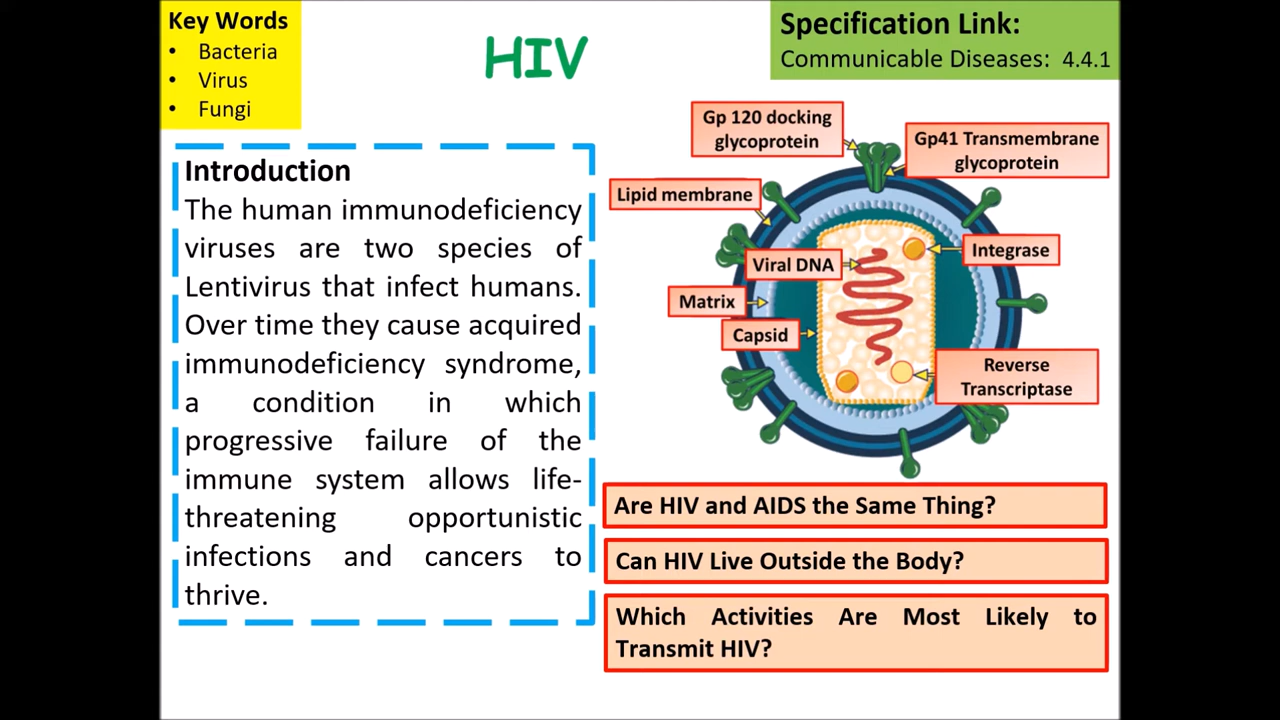 Key Words
• Bacteria
• Virus
• Fungi
HIV
Specification Link:
Communicable Diseases: 4.4.1
Introduction
The human immunodeficiency
viruses are two species of
Lentivirus that infect humans.
Over time they cause acquired
immunodeficiency syndrome,
a condition in which
progressive failure of the
immune system allows life-
threatening opportunistic
infections and cancers to
thrive.
Gp 120 docking
glycoprotein
Gp41 Transmembrane
glycoprotein
Lipid membrane
Integrase
Viral DNA
Matrix
Capsid
Reverse
Transcriptase
Are HIV and AIDS the Same Thing?
Can HIV Live Outside the Body?
Which Activities Are Most Likely to
Transmit HIV?